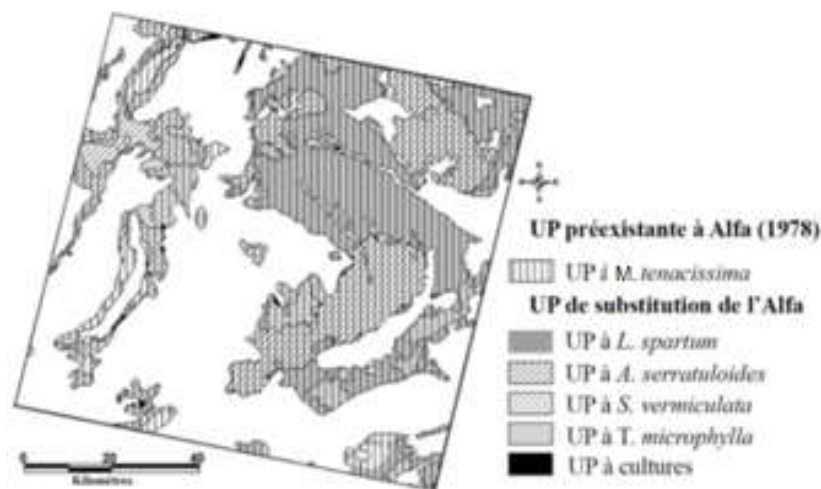 UP préexistante à Alfa (1978)
UP à M. tenacissima
UP de substitution de l'Alfa
UP à L. spartum
UP à A. serratuloides
UP à S. vermiculata
UP à T. microphylla
UP à cultures
0 20 40
Kilomètres